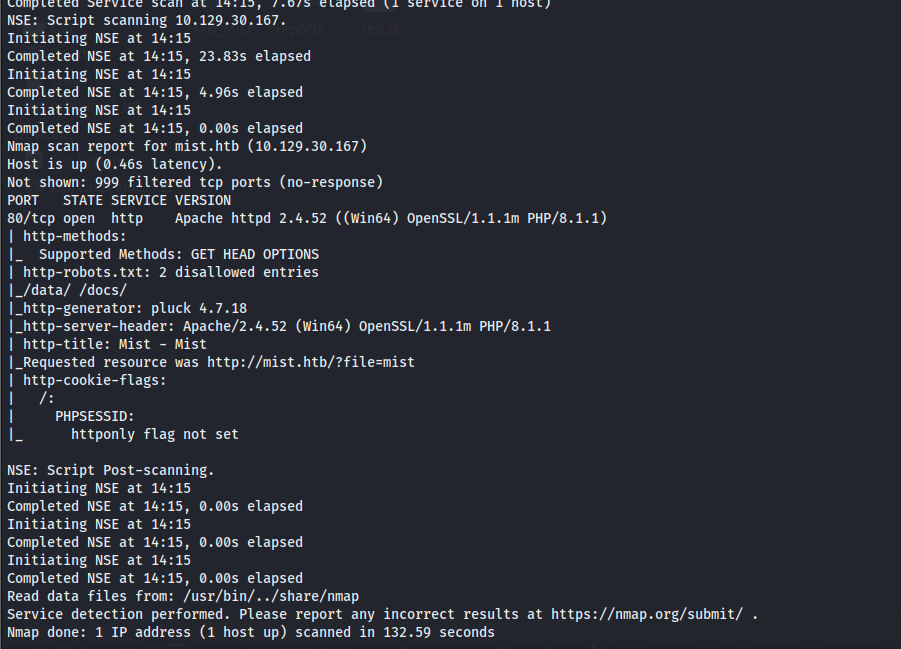 Completed Service scan at 14:15, 7.67s elapsed (1 service on 1 host)
NSE: Script scanning 10.129.30.167.
Initiating NSE at 14:15
Completed NSE at 14:15, 23.83s elapsed
Initiating NSE at 14:15
Completed NSE at 14:15, 4.96s elapsed
Initiating NSE at 14:15
Completed NSE at 14:15, 0.00s elapsed
Nmap scan report for mist.htb (10.129.30.167)
Host is up (0.46s latency).
Not shown: 999 filtered tcp ports (no-response)
PORT   STATE SERVICE VERSION
80/tcp open  http    Apache httpd 2.4.52 ((Win64) OpenSSL/1.1.1m PHP/8.1.1)
| http-methods:
|_  Supported Methods: GET HEAD OPTIONS
| http-robots.txt: 2 disallowed entries
|_/data/ /docs/
|_http-generator: pluck 4.7.18
|_http-server-header: Apache/2.4.52 (Win64) OpenSSL/1.1.1m PHP/8.1.1
| http-title: Mist - Mist
|_Requested resource was http://mist.htb/?file=mist
| http-cookie-flags:
|   /:
|     PHPSESSID:
|_      httponly flag not set
NSE: Script Post-scanning.
Initiating NSE at 14:15
Completed NSE at 14:15, 0.00s elapsed
Initiating NSE at 14:15
Completed NSE at 14:15, 0.00s elapsed
Initiating NSE at 14:15
Completed NSE at 14:15, 0.00s elapsed
Read data files from: /usr/bin/../share/nmap
Service detection performed. Please report any incorrect results at https://nmap.org/submit/ .
Nmap done: 1 IP address (1 host up) scanned in 132.59 seconds